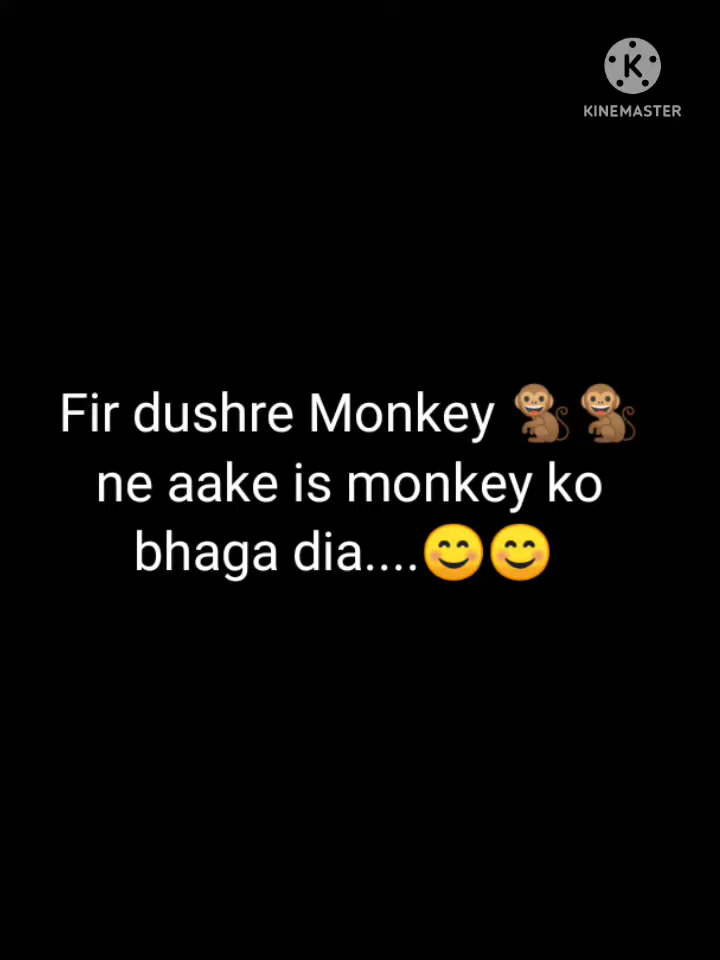 KINEMASTER
Fir dushre Monkey 🐒🐒
ne aake is monkey ko
bhaga dia....😊😊